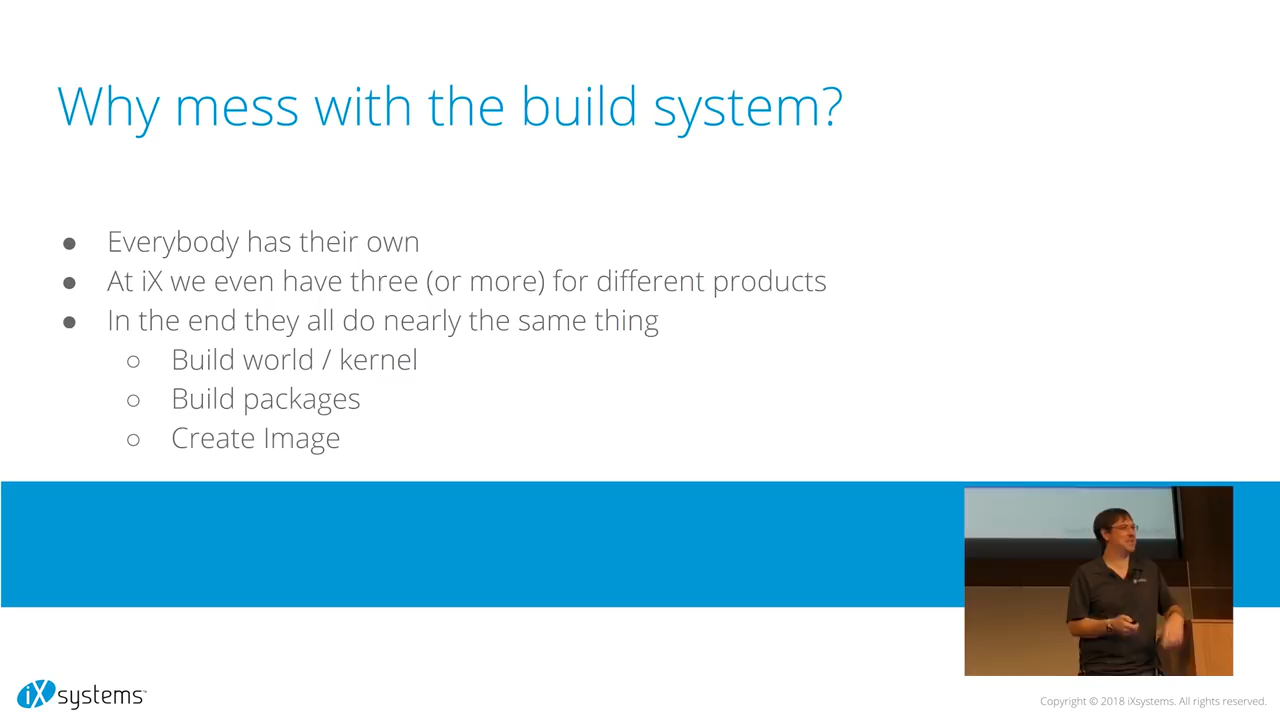 Why mess with the build system?
● Everybody has their own
● At iX we even have three (or more) for different products
● In the end they all do nearly the same thing
○ Build world / kernel
○ Build packages
○ Create Image
iXsystems™
Copyright © 2018 iXsystems. All rights reserved.